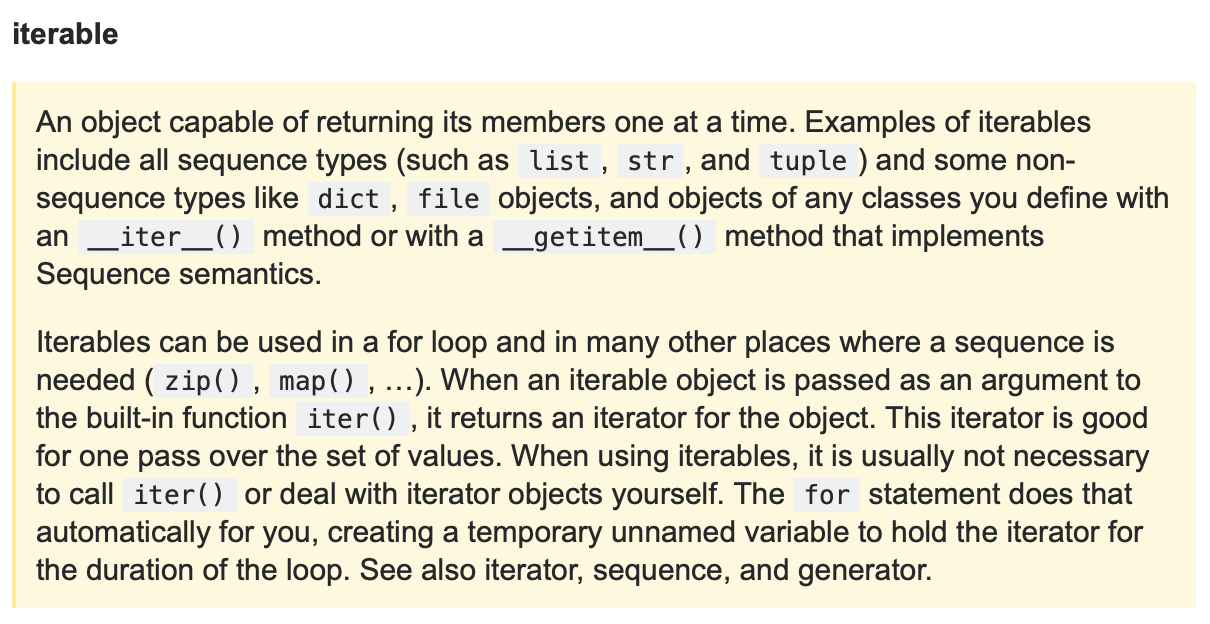 iterable
An object capable of returning its members one at a time. Examples of iterables
include all sequence types (such as list , str , and tuple ) and some non-
sequence types like dict , file objects, and objects of any classes you define with
an __iter__() method or with a __getitem__() method that implements
Sequence semantics.
Iterables can be used in a for loop and in many other places where a sequence is
needed ( zip() , map() , …). When an iterable object is passed as an argument to
the built-in function iter() , it returns an iterator for the object. This iterator is good
for one pass over the set of values. When using iterables, it is usually not necessary
to call iter() or deal with iterator objects yourself. The for statement does that
automatically for you, creating a temporary unnamed variable to hold the iterator for
the duration of the loop. See also iterator, sequence, and generator.